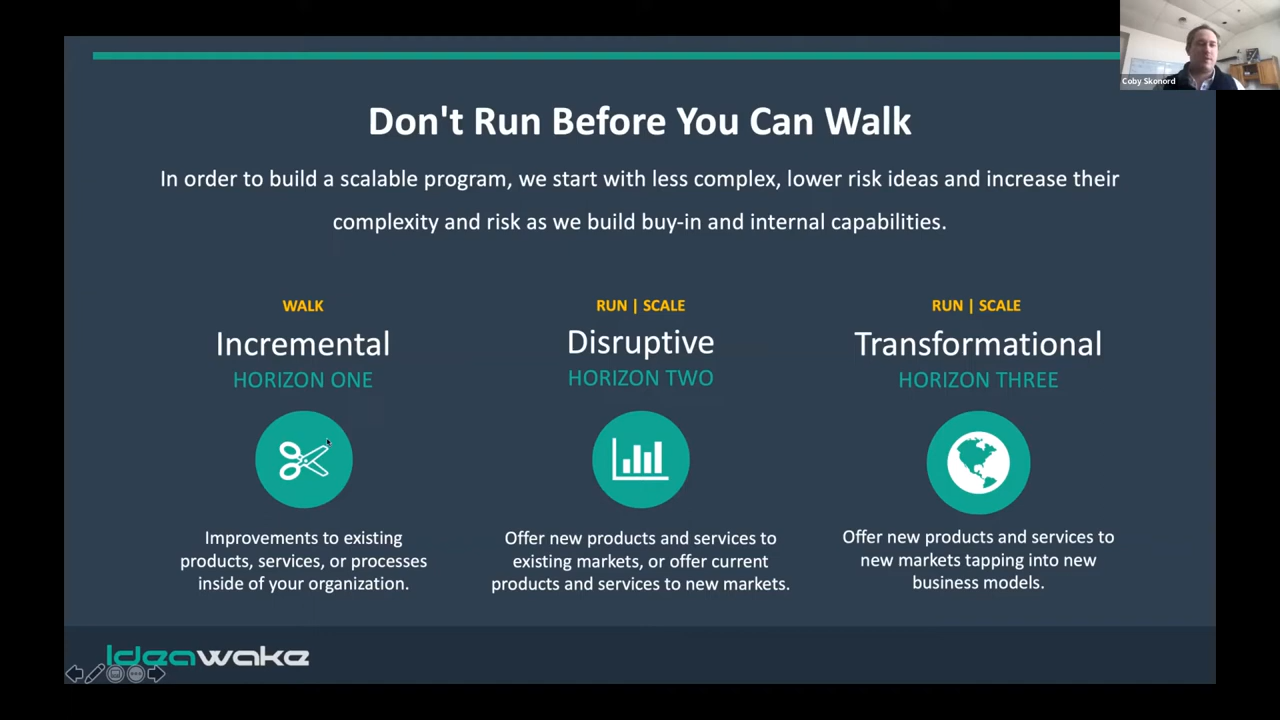 Coby Skonord
Don't Run Before You Can Walk
In order to build a scalable program, we start with less complex, lower risk ideas and increase their
complexity and risk as we build buy-in and internal capabilities.
WALK
Incremental
HORIZON ONE
Improvements to existing
products, services, or processes
inside of your organization.
RUN | SCALE
Disruptive
HORIZON TWO
Offer new products and services to
existing markets, or offer current
products and services to new markets.
RUN | SCALE
Transformational
HORIZON THREE
Offer new products and services to
new markets tapping into new
business models.
Ideawake